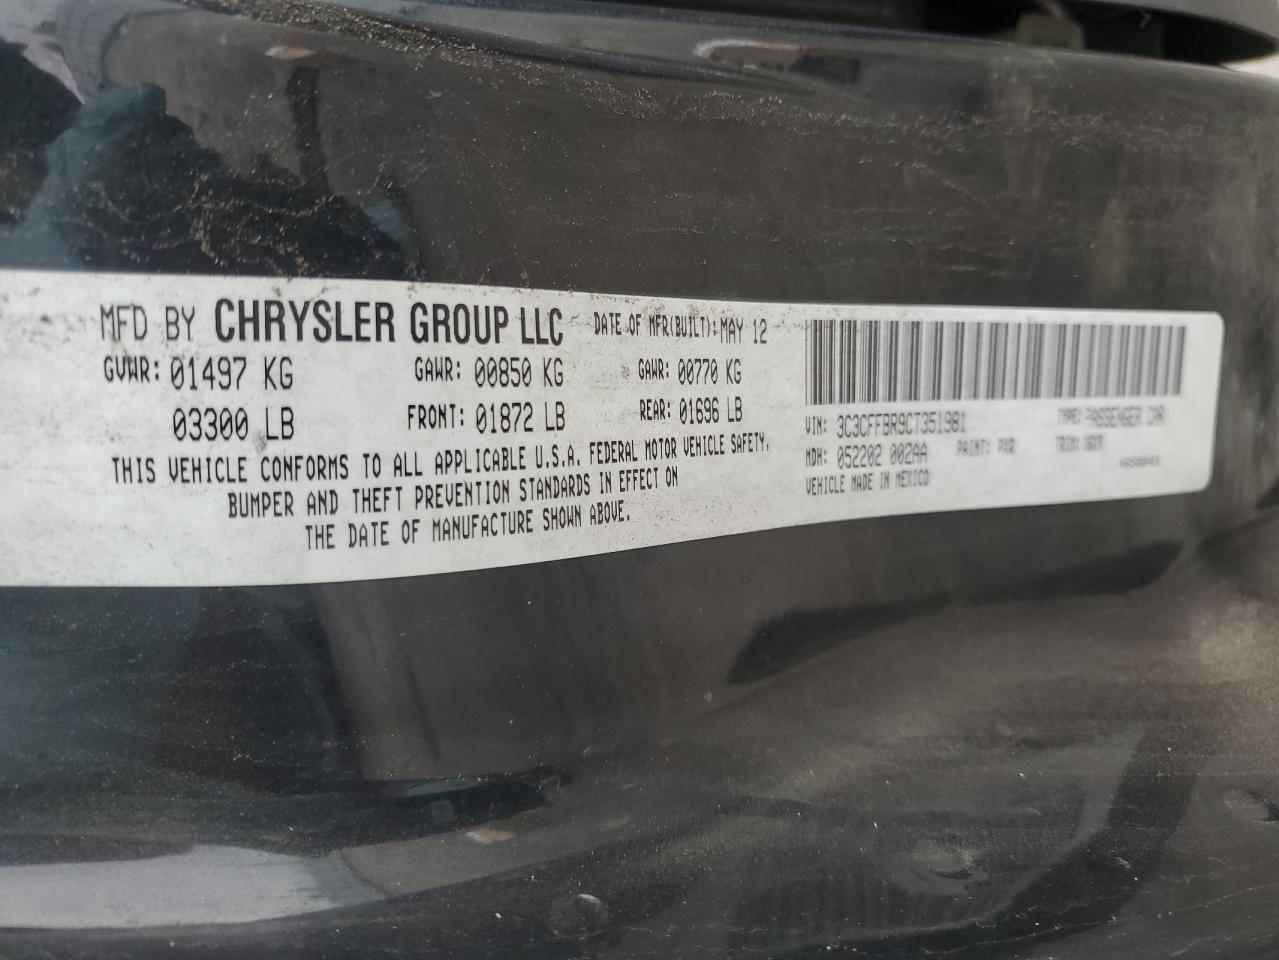 MFD BY CHRYSLER GROUP LLC DATE OF MFR(BUILT): MAY 12
GVWR: 01497 KG GAWR: 00850 KG GAWR: 00770 KG
03300 LB FRONT: 01872 LB REAR: 01696 LB
THIS VEHICLE CONFORMS TO ALL APPLICABLE U.S.A. FEDERAL MOTOR VEHICLE SAFETY,
BUMPER AND THEFT PREVENTION STANDARDS IN EFFECT ON
THE DATE OF MANUFACTURE SHOWN ABOVE.
VIN: 3C3CFFBR9CT351981 TYPE: PASSENGER CAR
MDH: 052202 002AA PAINT: PXR TRIM:
VEHICLE MADE IN MEXICO